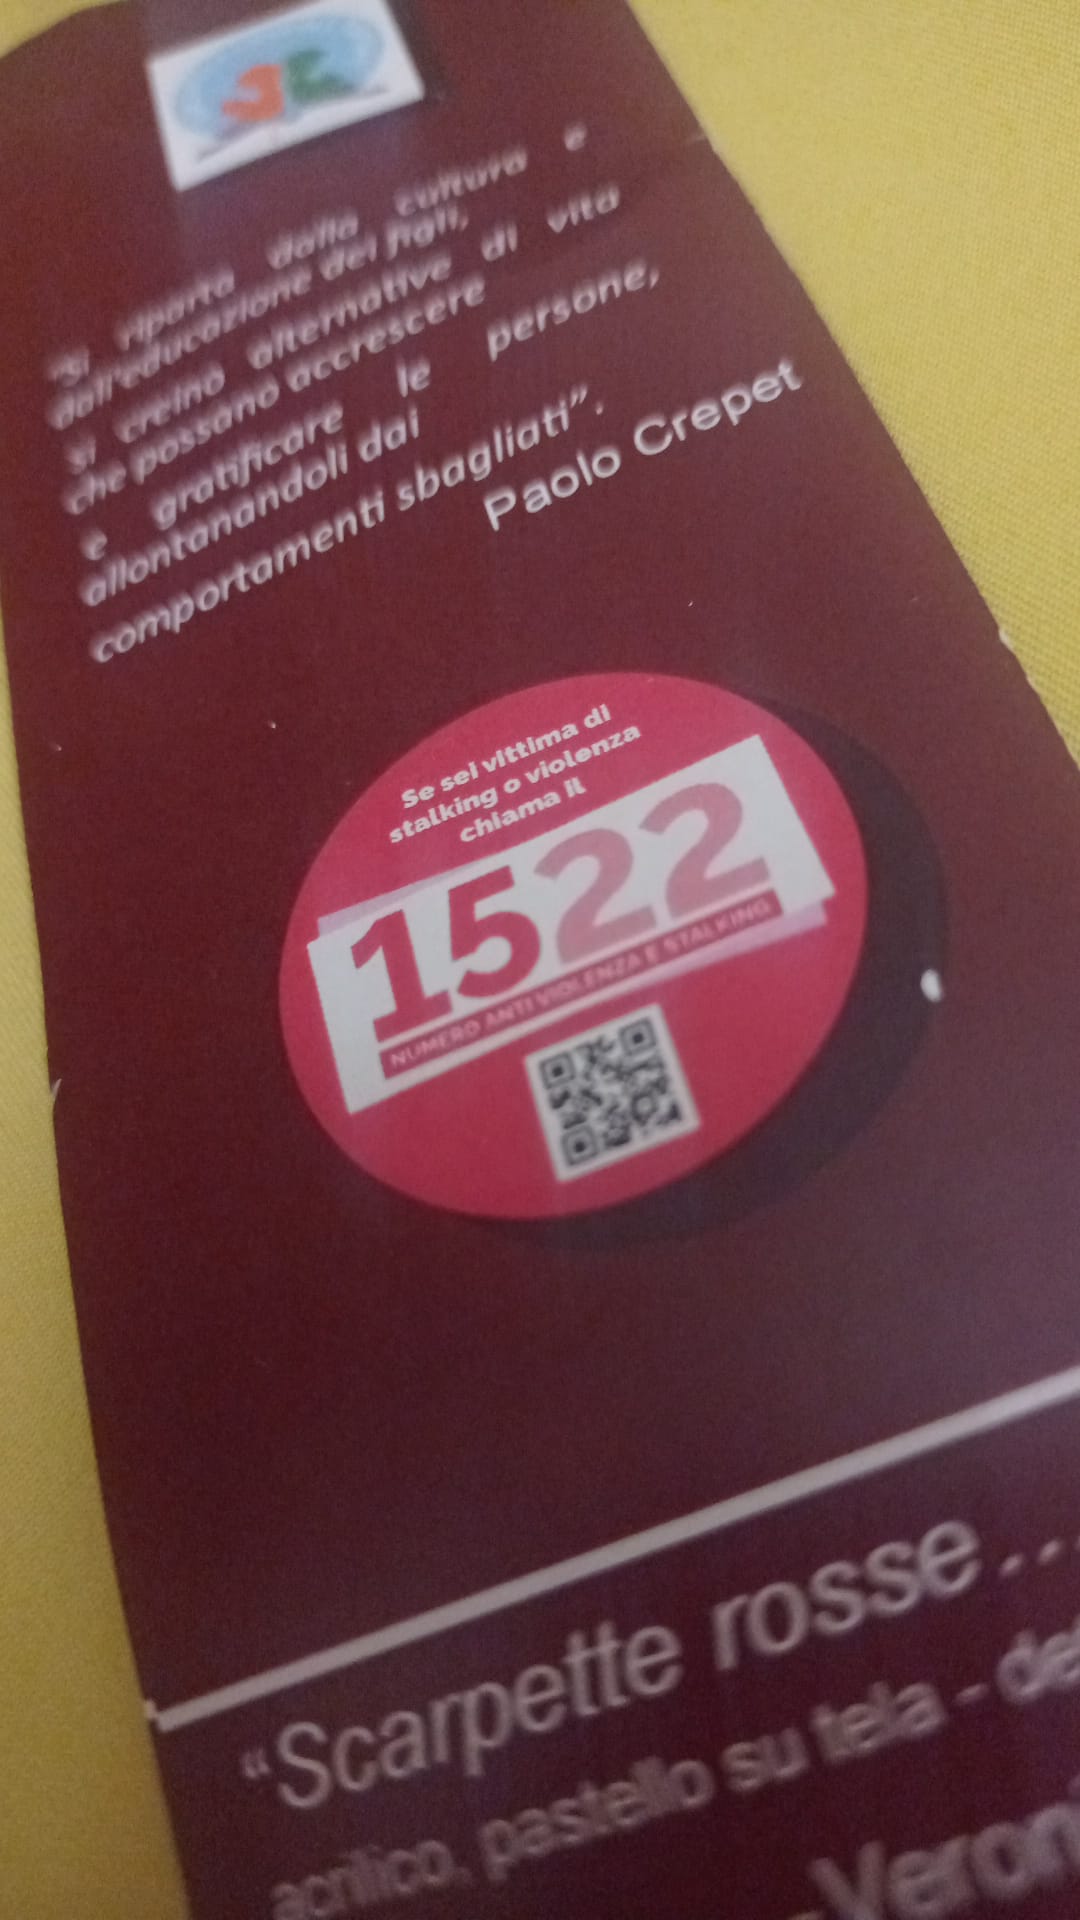 "Si riparta dalla cultura e
dall'educazione dei figli,
si creino alternative di vita
che possano accrescere
e gratificare le persone,
allontanandoli dai
comportamenti sbagliati".
Paolo Crepet
Se sei vittima di
stalking o violenza
chiama il
1522
NUMERO ANTI VIOLENZA E STALKING
"Scarpette rosse...
acrilico, pastello su tela -